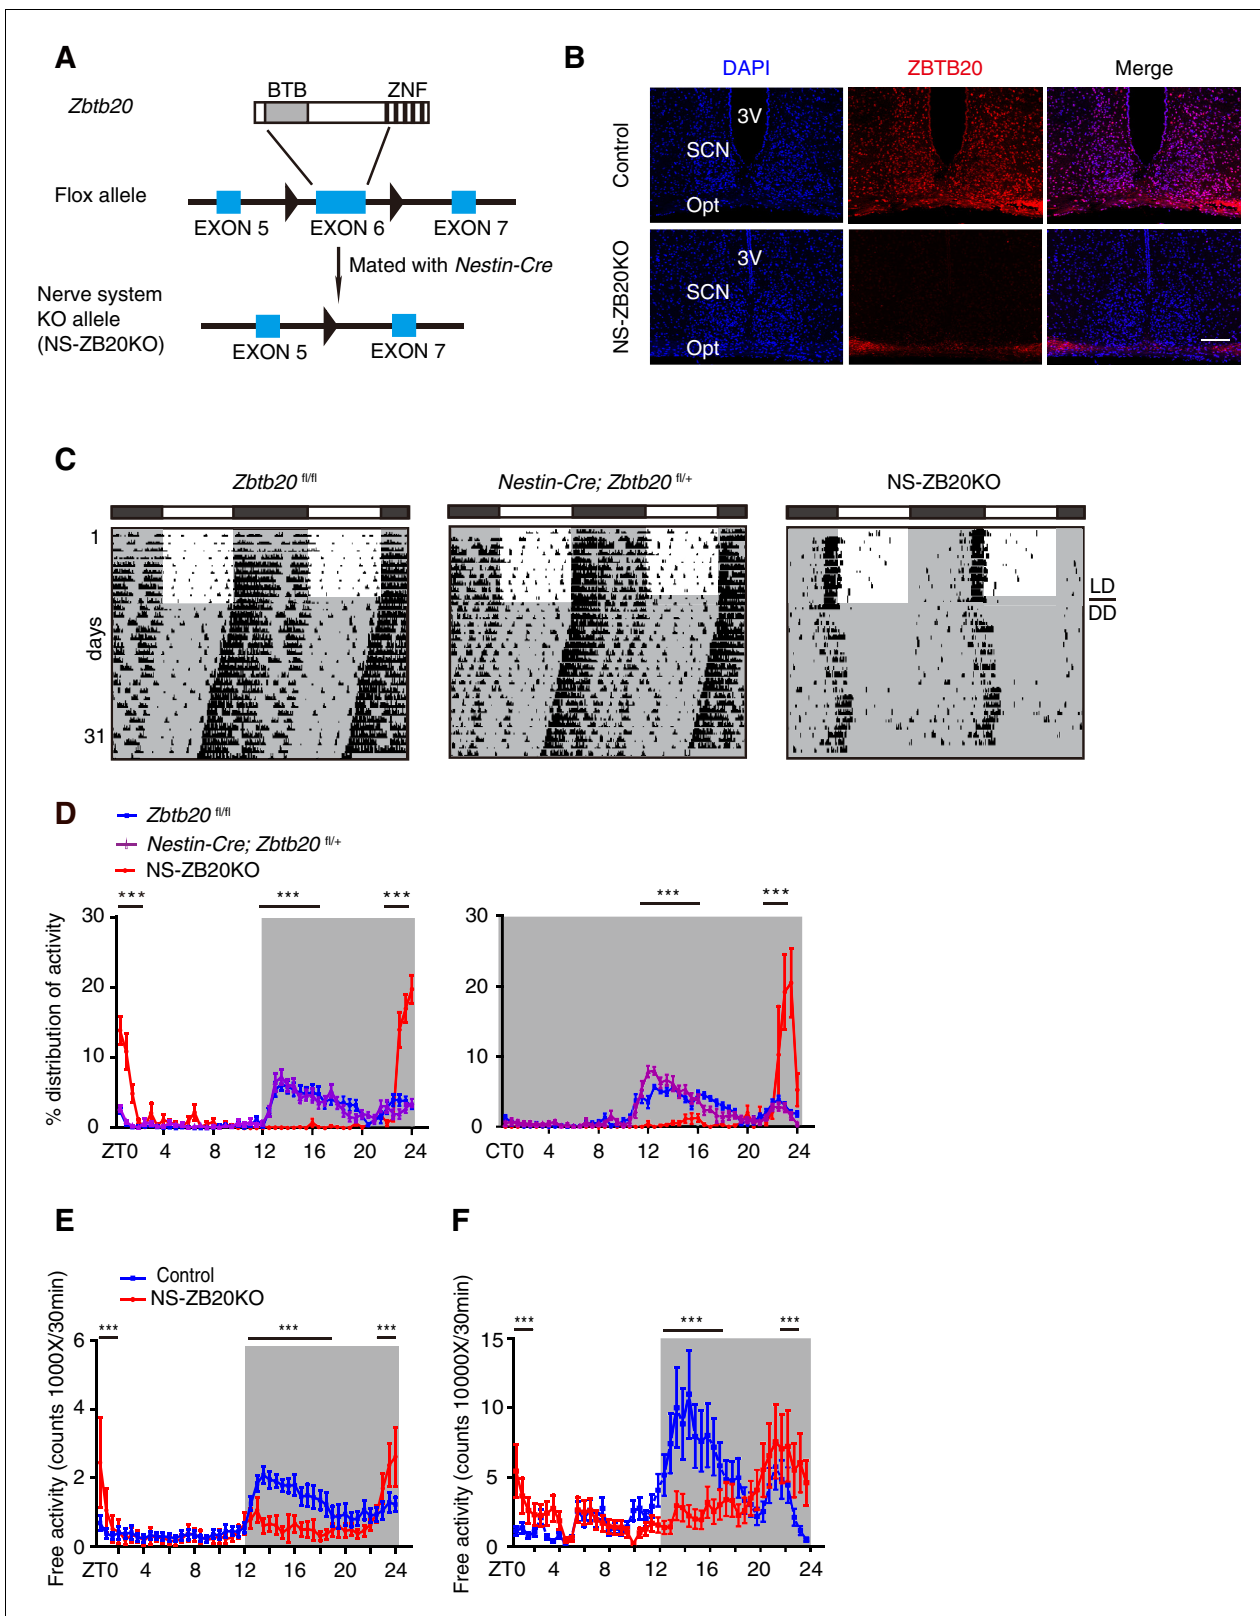 A
BTB ZNF
Zbtb20
Flox allele
EXON 5 EXON 6 EXON 7
Mated with Nestin-Cre
Nerve system
KO allele
(NS-ZB20KO)
EXON 5 EXON 7
B
DAPI ZBTB20 Merge
Control
3V
SCN
Opt
NS-ZB20KO
3V
SCN
Opt
C
Zbtb20 fl/fl
Nestin-Cre; Zbtb20 fl/+
NS-ZB20KO
1
days
31
LD
DD
D
Zbtb20 fl/fl
Nestin-Cre; Zbtb20 fl/+
NS-ZB20KO
*** *** ***
% distribution of activity
30
20
10
0
ZT0 4 8 12 16 20 24
*** ***
30
20
10
0
CT0 4 8 12 16 20 24
E
Control
NS-ZB20KO
*** *** ***
Free activity (counts 1000X/30min)
6
4
2
0
ZT0 4 8 12 16 20 24
F
*** *** ***
Free activity (counts 10000X/30min)
15
10
5
0
ZT0 4 8 12 16 20 24